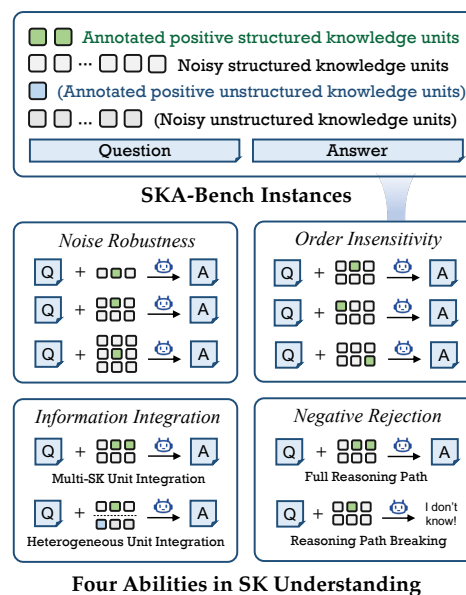 Annotated positive structured knowledge units
... Noisy structured knowledge units
(Annotated positive unstructured knowledge units)
... (Noisy unstructured knowledge units)
Question Answer
SKA-Bench Instances
Noise Robustness
Q + A
Q + A
Q + A
Order Insensitivity
Q + A
Q + A
Q + A
Information Integration
Q + A
Multi-SK Unit Integration
Q + A
Heterogeneous Unit Integration
Negative Rejection
Q + A
Full Reasoning Path
Q + I don't
know!
Reasoning Path Breaking
Four Abilities in SK Understanding